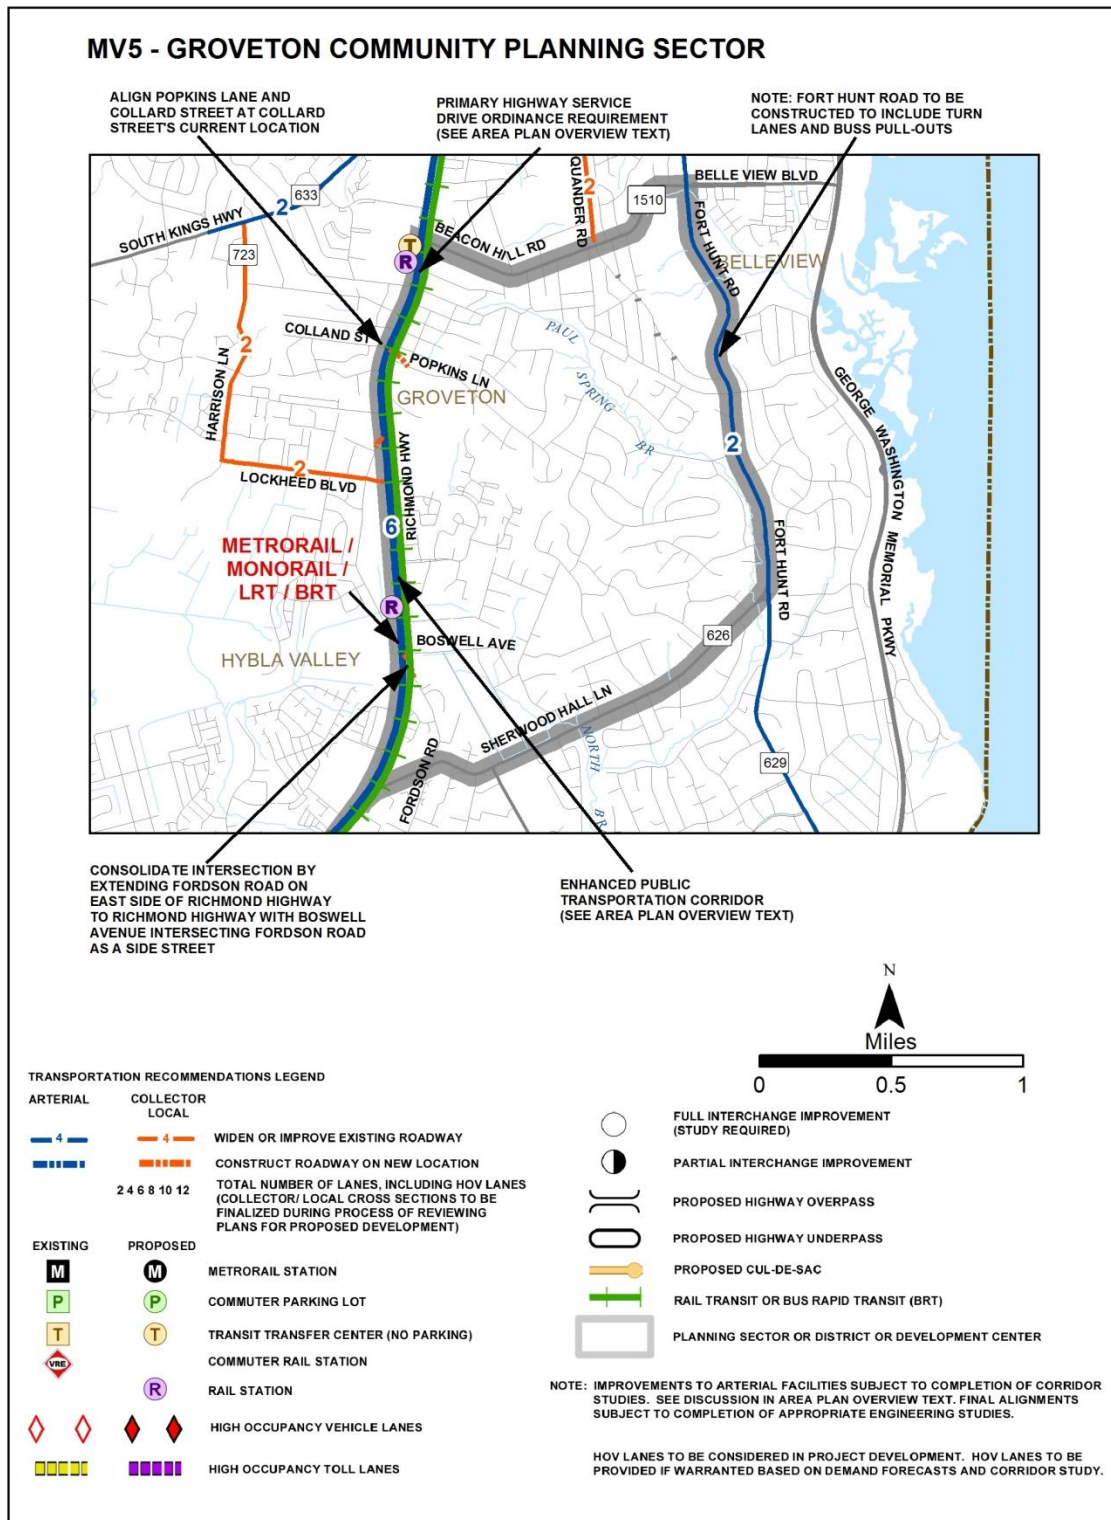 MV5 - GROVETON COMMUNITY PLANNING SECTOR
ALIGN POPKINS LANE AND
COLLARD STREET AT COLLARD
STREET'S CURRENT LOCATION
PRIMARY HIGHWAY SERVICE
DRIVE ORDINANCE REQUIREMENT
(SEE AREA PLAN OVERVIEW TEXT)
NOTE: FORT HUNT ROAD TO BE
CONSTRUCTED TO INCLUDE TURN
LANES AND BUSS PULL-OUTS
SOUTH KINGS HWY
2
633
723
QUANDER RD
2
1510
BELLE VIEW BLVD
T
R
BEACON HILL RD
FORT HUNT RD
BELLEVIEW
HARRISON LN
2
COLLAND ST
POPKINS LN
GROVETON
PAUL
SPRING
BR
2
GEORGE WASHINGTON MEMORIAL PKWY
2
LOCKHEED BLVD
RICHMOND HWY
6
METRORAIL /
MONORAIL /
LRT / BRT
R
FORT HUNT RD
BOSWELL AVE
626
HYBLA VALLEY
SHERWOOD HALL LN
NORTH
BR
FORDSON RD
629
CONSOLIDATE INTERSECTION BY
EXTENDING FORDSON ROAD ON
EAST SIDE OF RICHMOND HIGHWAY
TO RICHMOND HIGHWAY WITH BOSWELL
AVENUE INTERSECTING FORDSON ROAD
AS A SIDE STREET
ENHANCED PUBLIC
TRANSPORTATION CORRIDOR
(SEE AREA PLAN OVERVIEW TEXT)
N
Miles
0 0.5 1
TRANSPORTATION RECOMMENDATIONS LEGEND
ARTERIAL COLLECTOR
LOCAL
4 4 WIDEN OR IMPROVE EXISTING ROADWAY
CONSTRUCT ROADWAY ON NEW LOCATION
2 4 6 8 10 12 TOTAL NUMBER OF LANES, INCLUDING HOV LANES
(COLLECTOR/ LOCAL CROSS SECTIONS TO BE
FINALIZED DURING PROCESS OF REVIEWING
PLANS FOR PROPOSED DEVELOPMENT)
EXISTING PROPOSED
M M METRORAIL STATION
P P COMMUTER PARKING LOT
T T TRANSIT TRANSFER CENTER (NO PARKING)
VRE COMMUTER RAIL STATION
R RAIL STATION
HIGH OCCUPANCY VEHICLE LANES
HIGH OCCUPANCY TOLL LANES
FULL INTERCHANGE IMPROVEMENT
(STUDY REQUIRED)
PARTIAL INTERCHANGE IMPROVEMENT
PROPOSED HIGHWAY OVERPASS
PROPOSED HIGHWAY UNDERPASS
PROPOSED CUL-DE-SAC
RAIL TRANSIT OR BUS RAPID TRANSIT (BRT)
PLANNING SECTOR OR DISTRICT OR DEVELOPMENT CENTER
NOTE: IMPROVEMENTS TO ARTERIAL FACILITIES SUBJECT TO COMPLETION OF CORRIDOR
STUDIES. SEE DISCUSSION IN AREA PLAN OVERVIEW TEXT. FINAL ALIGNMENTS
SUBJECT TO COMPLETION OF APPROPRIATE ENGINEERING STUDIES.
HOV LANES TO BE CONSIDERED IN PROJECT DEVELOPMENT. HOV LANES TO BE
PROVIDED IF WARRANTED BASED ON DEMAND FORECASTS AND CORRIDOR STUDY.